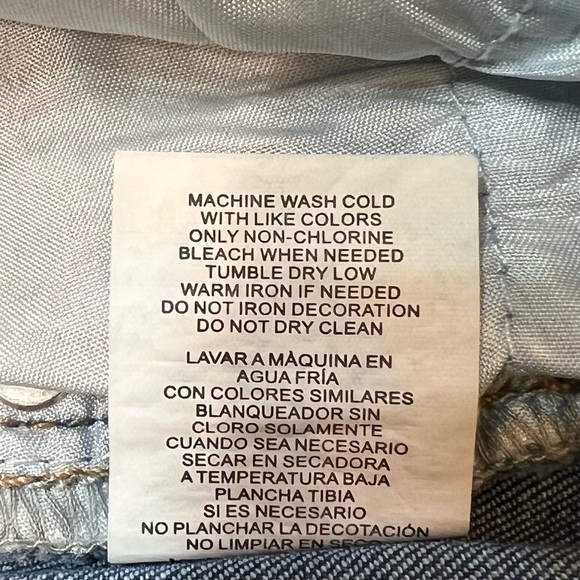 MACHINE WASH COLD
WITH LIKE COLORS
ONLY NON-CHLORINE
BLEACH WHEN NEEDED
TUMBLE DRY LOW
WARM IRON IF NEEDED
DO NOT IRON DECORATION
DO NOT DRY CLEAN
LAVAR A MÀQUINA EN
AGUA FRÍA
CON COLORES SIMILARES
BLANQUEADOR SIN
CLORO SOLAMENTE
CUANDO SEA NECESARIO
SECAR EN SECADORA
A TEMPERATURA BAJA
PLANCHA TIBIA
SI ES NECESARIO
NO PLANCHAR LA DECOTACIÓN
NO LIMPIAR EN SECO